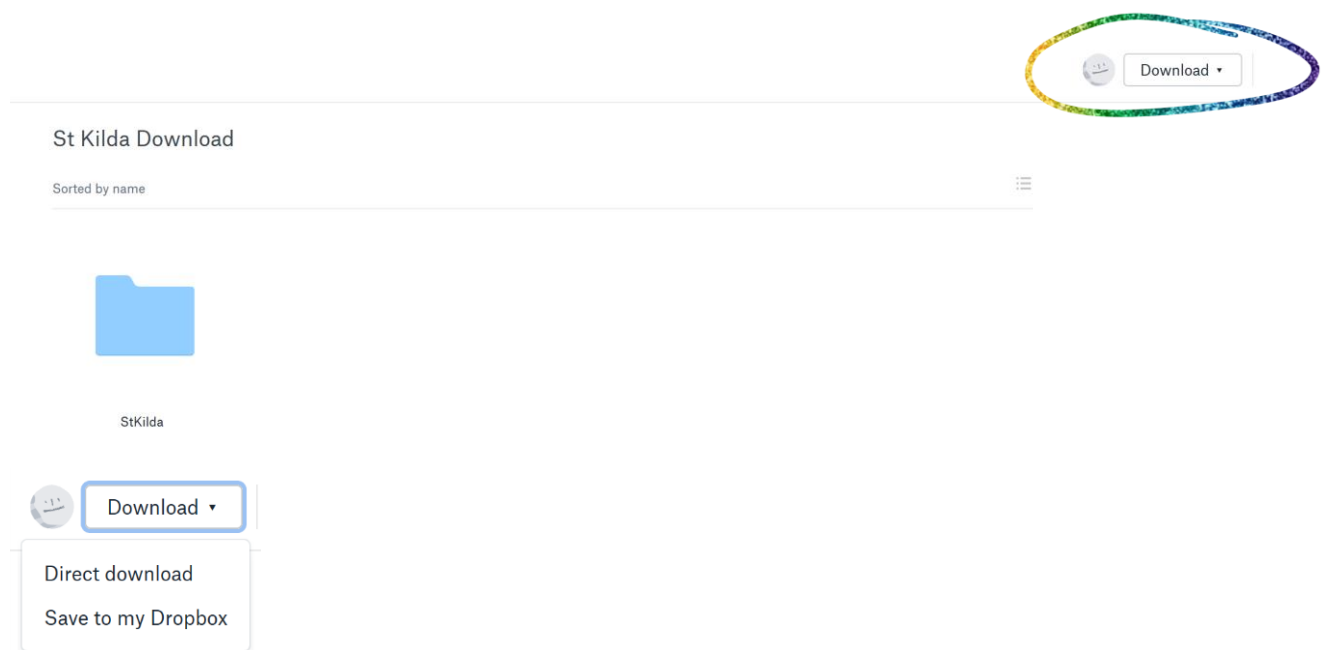 Download
St Kilda Download
Sorted by name
StKilda
Download
Direct download
Save to my Dropbox